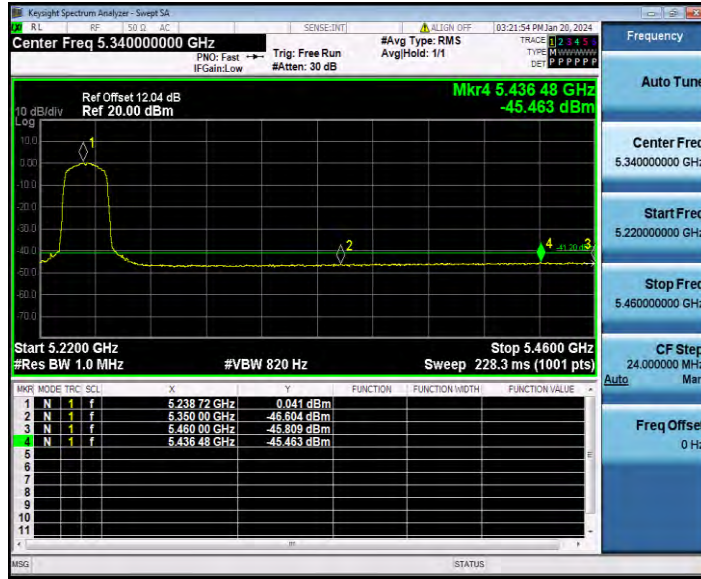 Keysight Spectrum Analyzer - Swept SA
RL RF 50 Ω AC SENSE:INT ALIGN OFF 03:21:54 PM Jan 20, 2024
Center Freq 5.340000000 GHz
PNO: Fast
IFGain:Low
Trig: Free Run
#Atten: 30 dB
#Avg Type: RMS
Avg|Hold: 1/1
TRACE 1 2 3 4 5 6
TYPE M WWWWW
DET P P P P P P
Ref Offset 12.04 dB
10 dB/div Ref 20.00 dBm
Log
Mkr4 5.436 48 GHz
-45.463 dBm
10.0
0.00
-10.0
-20.0
-30.0
-40.0
-50.0
-60.0
-70.0
1
2
4
3
-41.20 dBm
Start 5.2200 GHz
Stop 5.4600 GHz
#Res BW 1.0 MHz
#VBW 820 Hz
Sweep 228.3 ms (1001 pts)
MKR MODE TRC SCL X Y FUNCTION FUNCTION WIDTH FUNCTION VALUE
1 N 1 f 5.238 72 GHz 0.041 dBm
2 N 1 f 5.350 00 GHz -46.604 dBm
3 N 1 f 5.460 00 GHz -45.809 dBm
4 N 1 f 5.436 48 GHz -45.463 dBm
5
6
7
8
9
10
11
MSG
STATUS
Frequency
Auto Tune
Center Freq
5.340000000 GHz
Start Freq
5.220000000 GHz
Stop Freq
5.460000000 GHz
CF Step
24.000000 MHz
Auto Man
Freq Offset
0 Hz